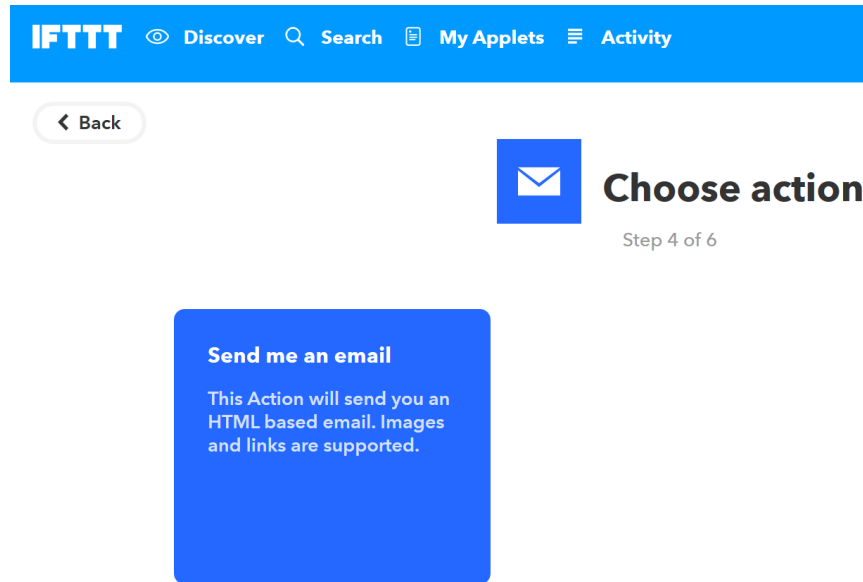 IFTTT Discover Search My Applets Activity
Back
Choose action
Step 4 of 6
Send me an email
This Action will send you an
HTML based email. Images
and links are supported.